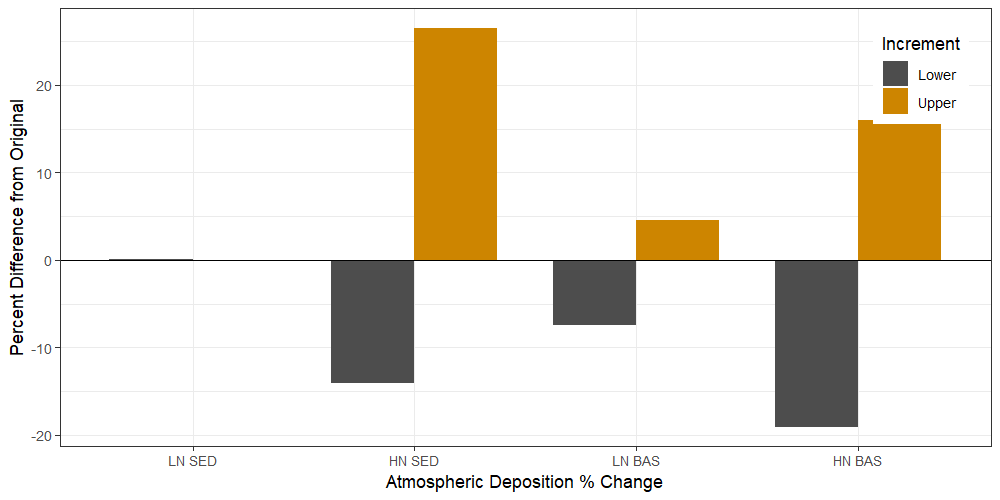 Increment
Lower
Upper
Percent Difference from Original
20
10
0
-10
-20
LN SED
HN SED
LN BAS
HN BAS
Atmospheric Deposition % Change